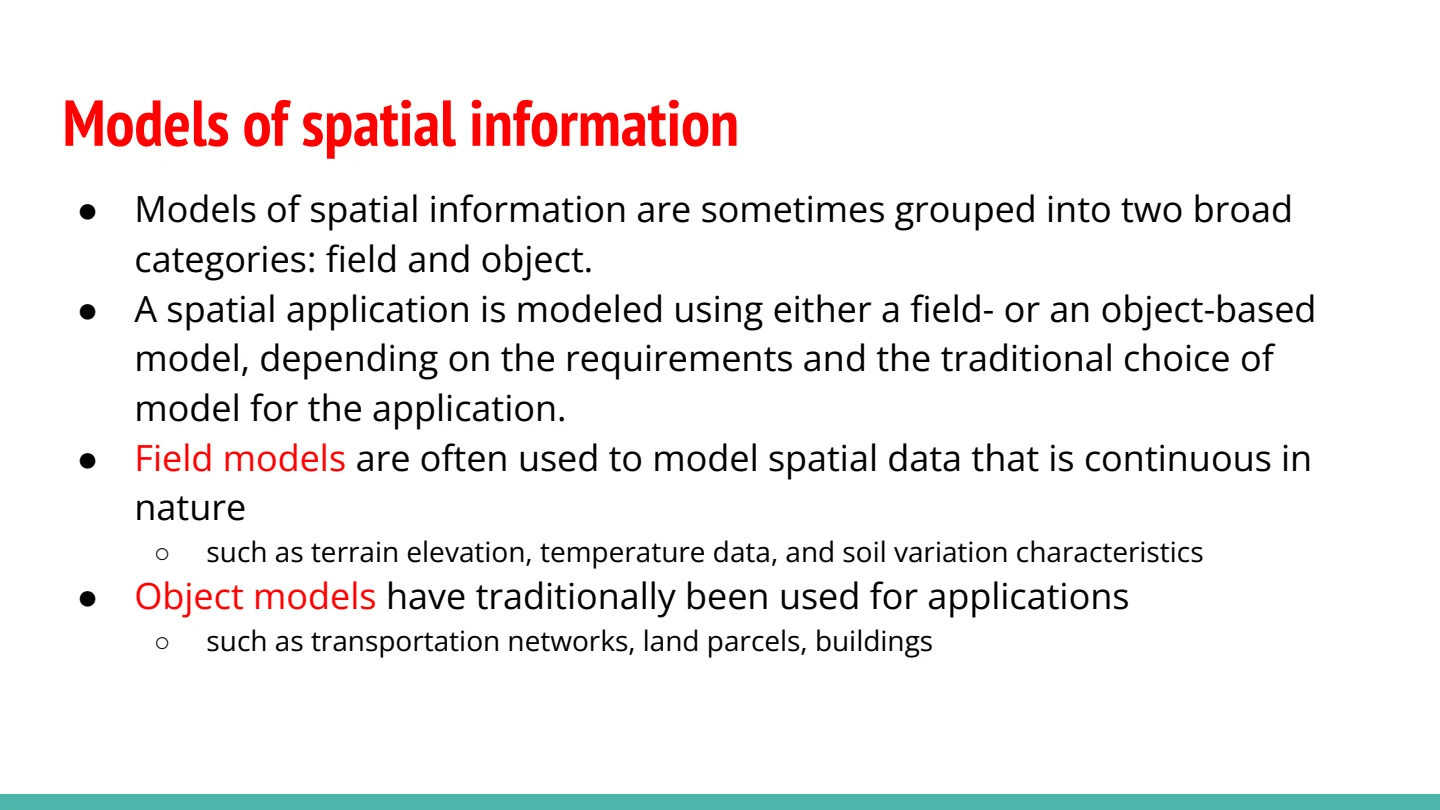 Models of spatial information
● Models of spatial information are sometimes grouped into two broad
categories: field and object.
● A spatial application is modeled using either a field- or an object-based
model, depending on the requirements and the traditional choice of
model for the application.
● Field models are often used to model spatial data that is continuous in
nature
○ such as terrain elevation, temperature data, and soil variation characteristics
● Object models have traditionally been used for applications
○ such as transportation networks, land parcels, buildings